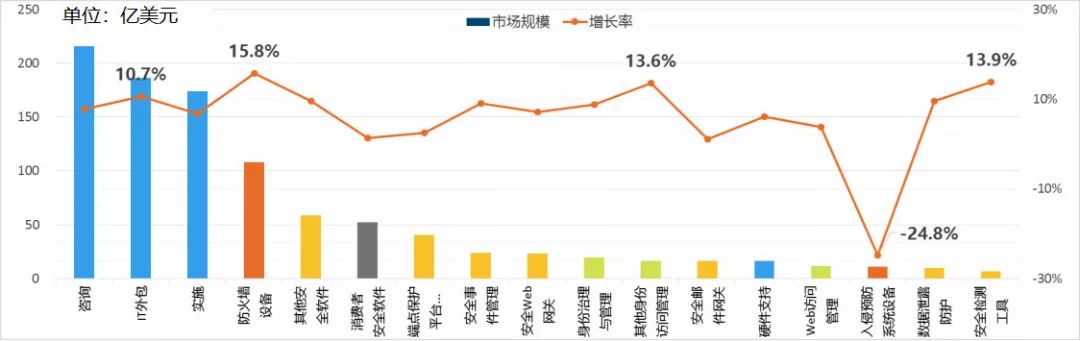 单位：亿美元
市场规模
增长率
250
200
150
100
50
0
30%
10%
-10%
-30%
10.7%
15.8%
13.6%
-24.8%
13.9%
咨询
IT外包
实施
防火墙
设备
其他安
全软件
消费者
安全软件
端点保护
平台…
安全事
件管理
安全Web
网关
身份治理
与管理
其他身份
访问管理
安全邮
件网关
硬件支持
Web访问
管理
入侵预防
系统设备
数据泄露
防护
安全检测
工具